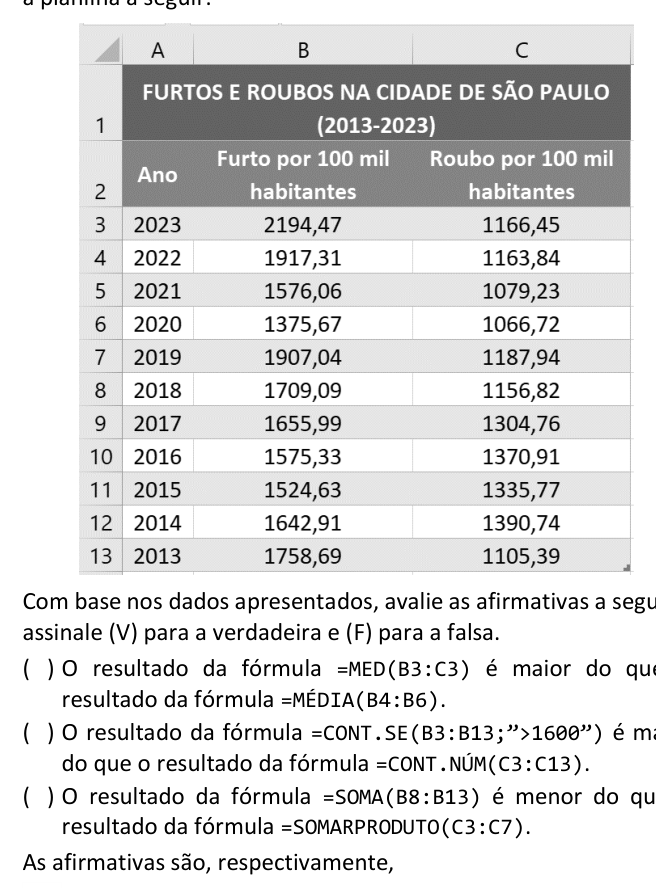 a planilha a seguir:
A B C
1 FURTOS E ROUBOS NA CIDADE DE SÃO PAULO
(2013-2023)
2 Ano Furto por 100 mil habitantes Roubo por 100 mil habitantes
3 2023 2194,47 1166,45
4 2022 1917,31 1163,84
5 2021 1576,06 1079,23
6 2020 1375,67 1066,72
7 2019 1907,04 1187,94
8 2018 1709,09 1156,82
9 2017 1655,99 1304,76
10 2016 1575,33 1370,91
11 2015 1524,63 1335,77
12 2014 1642,91 1390,74
13 2013 1758,69 1105,39
Com base nos dados apresentados, avalie as afirmativas a segu
assinale (V) para a verdadeira e (F) para a falsa.
( ) O resultado da fórmula =MED(B3:C3) é maior do que
resultado da fórmula =MÉDIA(B4:B6).
( ) O resultado da fórmula =CONT.SE(B3:B13;”>1600”) é ma
do que o resultado da fórmula =CONT.NÚM(C3:C13).
( ) O resultado da fórmula =SOMA(B8:B13) é menor do qu
resultado da fórmula =SOMARPRODUTO(C3:C7).
As afirmativas são, respectivamente,